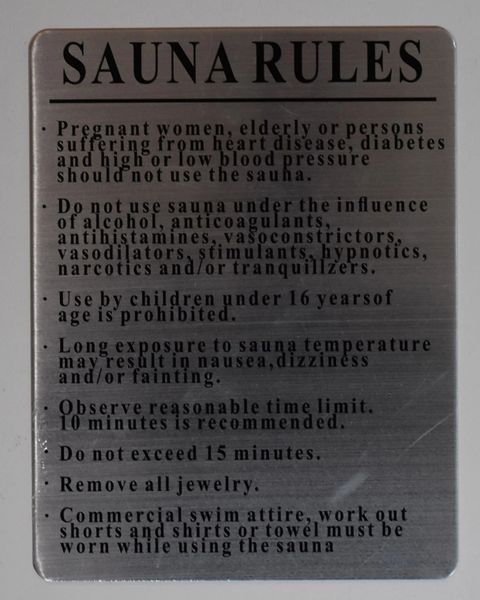 SAUNA RULES
· Pregnant women, elderly or persons
suffering from heart disease, diabetes
and high or low blood pressure
should not use the sauna.
· Do not use sauna under the influence
of alcohol, anticoagulants,
antihistamines, vasoconstrictors,
vasodilators, stimulants, hypnotics,
narcotics and/or tranquillzers.
· Use by children under 16 yearsof
age is prohibited.
· Long exposure to sauna temperature
may result in nausea,dizziness
and/or fainting.
· Observe reasonable time limit.
10 minutes is recommended.
· Do not exceed 15 minutes.
· Remove all jewelry.
· Commercial swim attire, work out
shorts and shirts or towel must be
worn while using the sauna